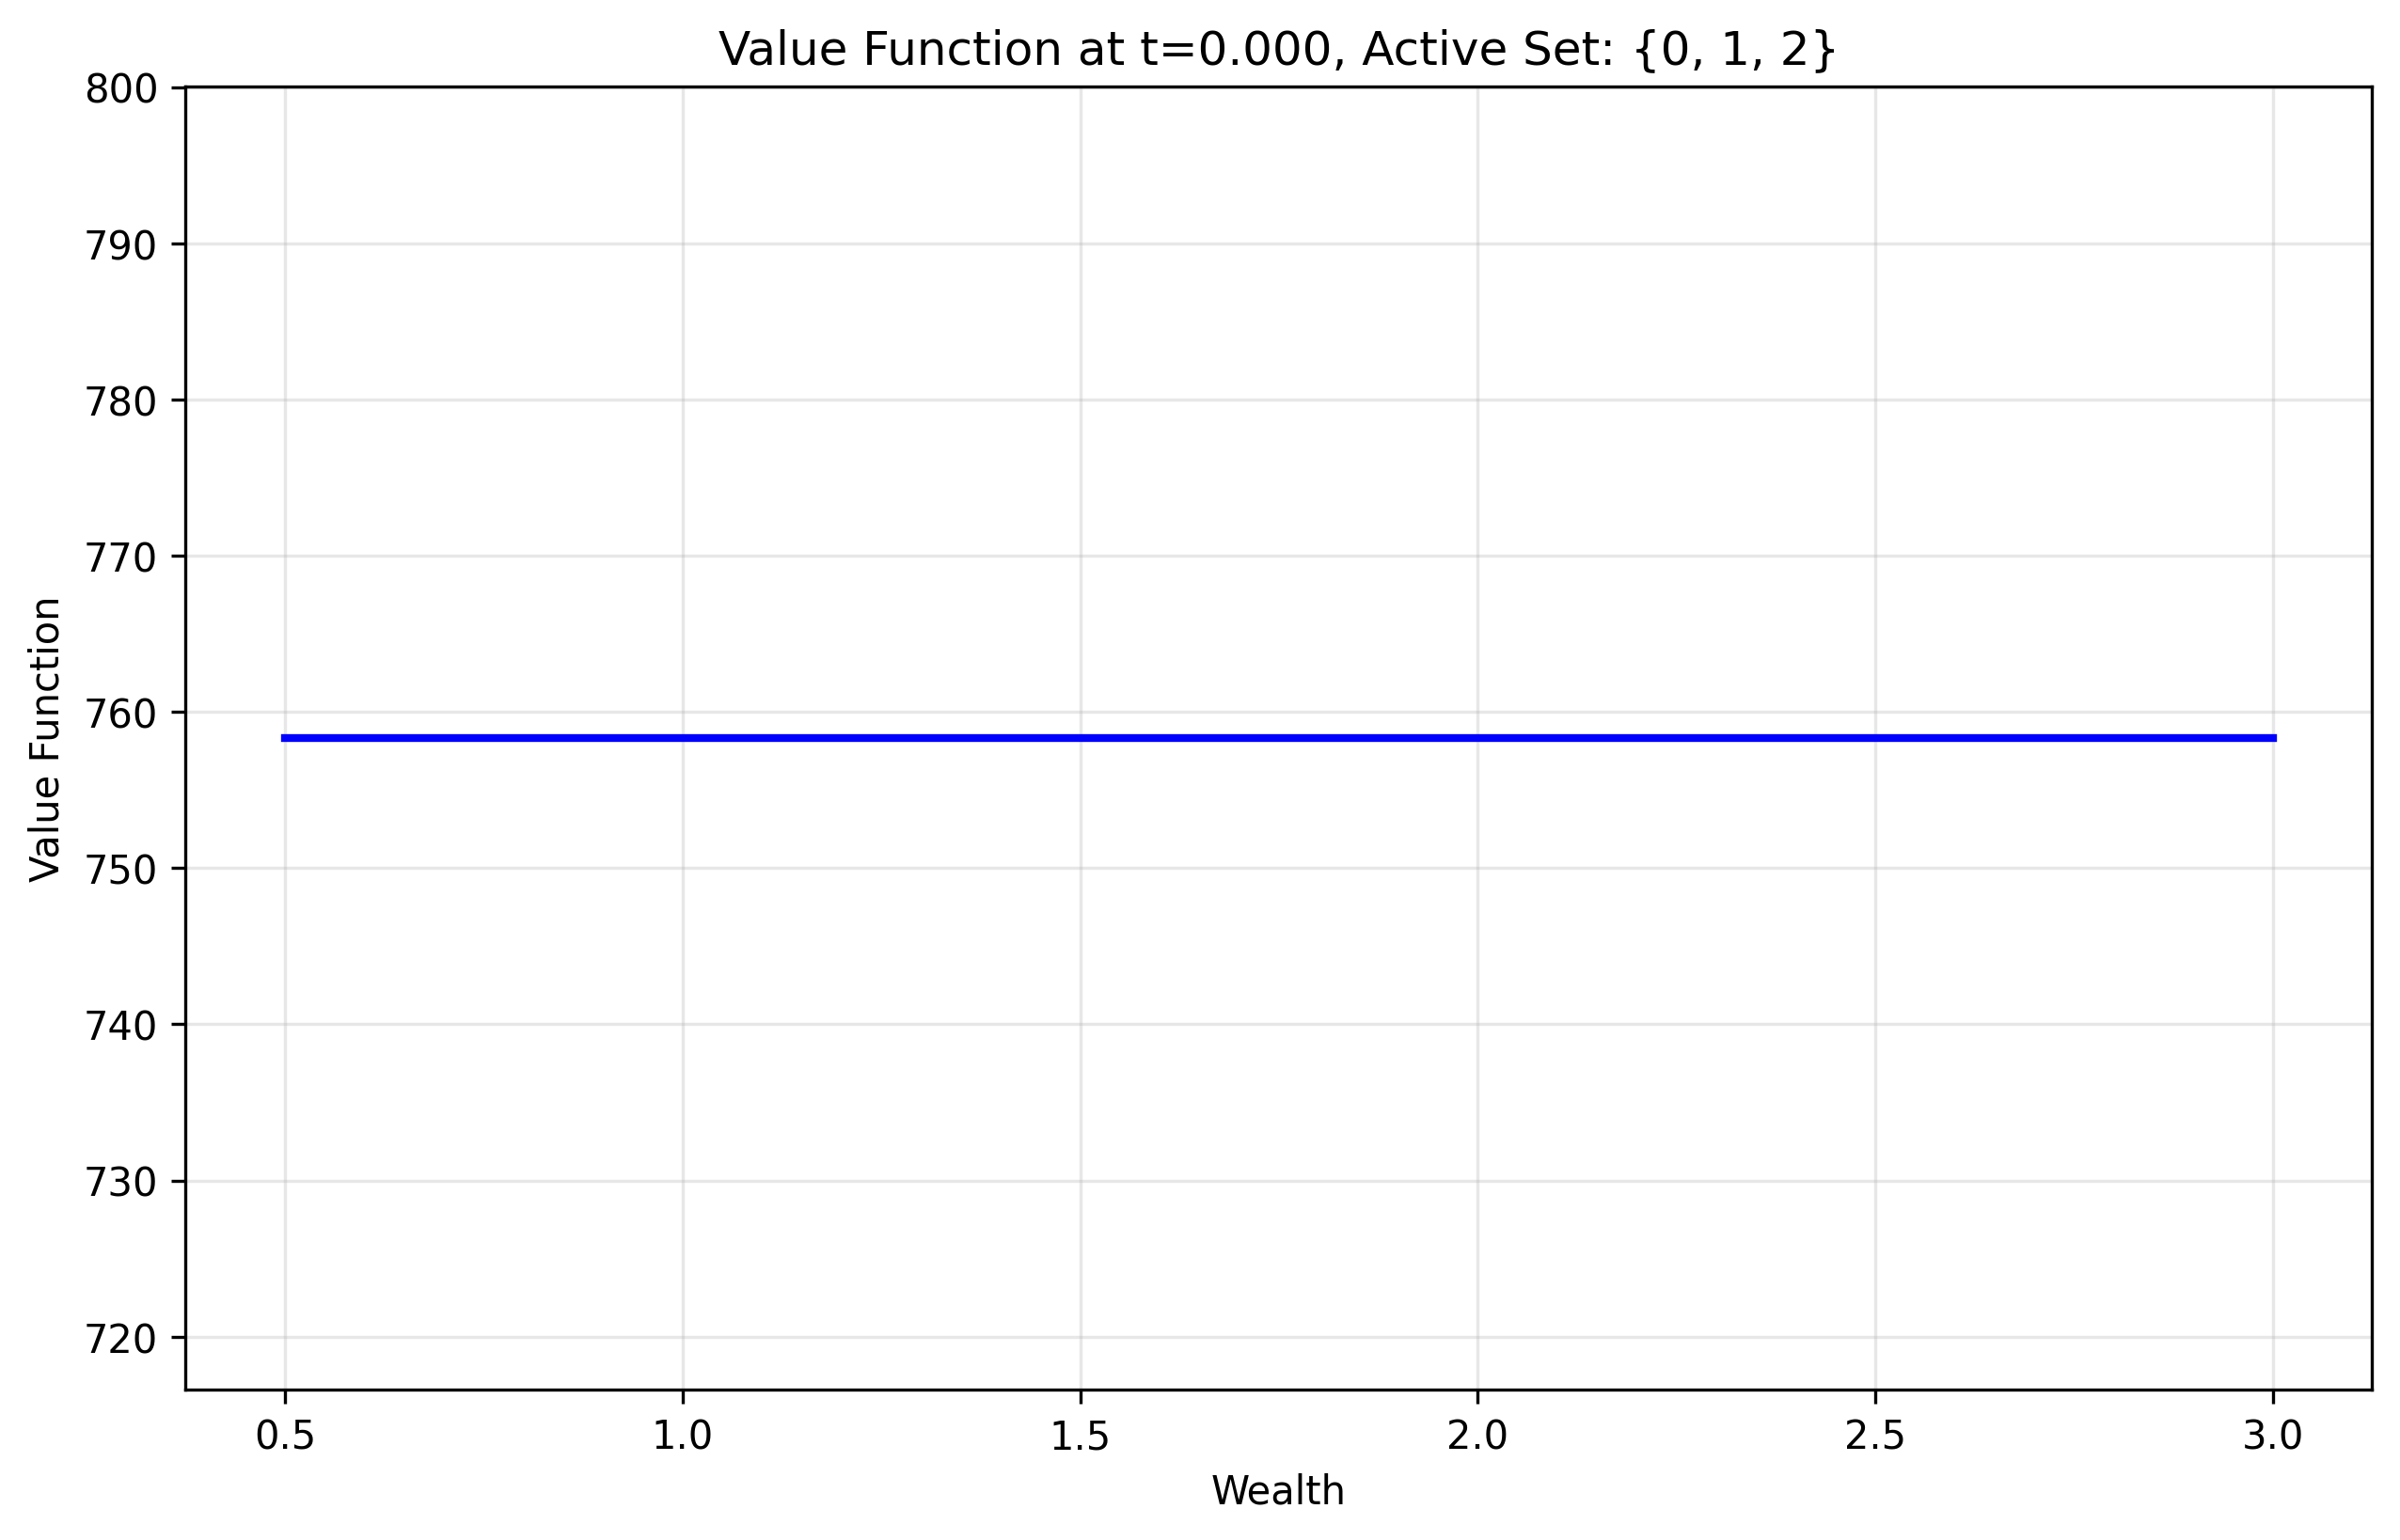 Value Function at t=0.000, Active Set: {0, 1, 2}
800
790
780
770
760
750
740
730
720
Value Function
0.5 1.0 1.5 2.0 2.5 3.0
Wealth